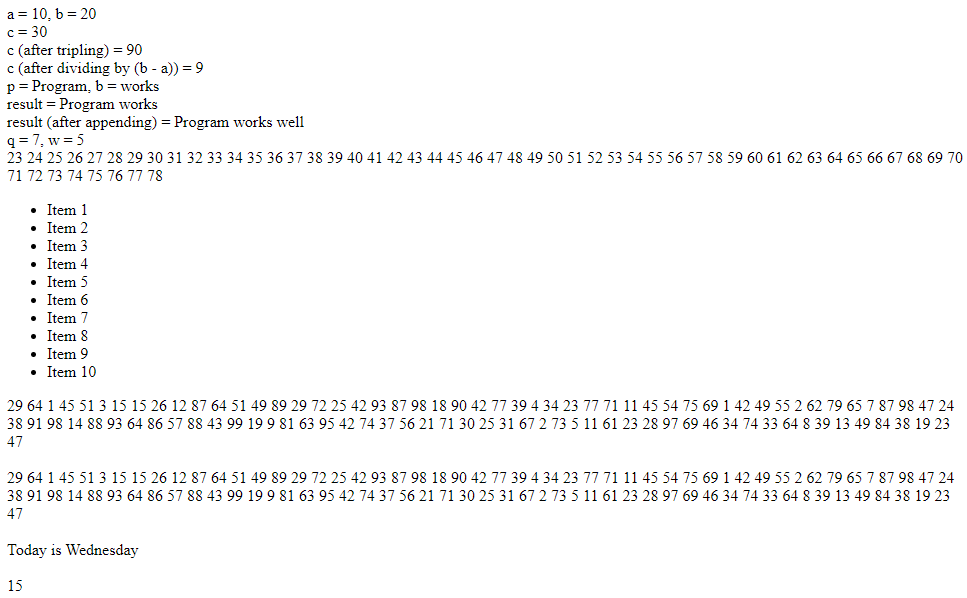 a = 10, b = 20
c = 30
c (after tripling) = 90
c (after dividing by (b - a)) = 9
p = Program, b = works
result = Program works
result (after appending) = Program works well
q = 7, w = 5
23 24 25 26 27 28 29 30 31 32 33 34 35 36 37 38 39 40 41 42 43 44 45 46 47 48 49 50 51 52 53 54 55 56 57 58 59 60 61 62 63 64 65 66 67 68 69 70
71 72 73 74 75 76 77 78
• Item 1
• Item 2
• Item 3
• Item 4
• Item 5
• Item 6
• Item 7
• Item 8
• Item 9
• Item 10
29 64 1 45 51 3 15 15 26 12 87 64 51 49 89 29 72 25 42 93 87 98 18 90 42 77 39 4 34 23 77 71 11 45 54 75 69 1 42 49 55 2 62 79 65 7 87 98 47 24
38 91 98 14 88 93 64 86 57 88 43 99 19 9 81 63 95 42 74 37 56 21 71 30 25 31 67 2 73 5 11 61 23 28 97 69 46 34 74 33 64 8 39 13 49 84 38 19 23
47
29 64 1 45 51 3 15 15 26 12 87 64 51 49 89 29 72 25 42 93 87 98 18 90 42 77 39 4 34 23 77 71 11 45 54 75 69 1 42 49 55 2 62 79 65 7 87 98 47 24
38 91 98 14 88 93 64 86 57 88 43 99 19 9 81 63 95 42 74 37 56 21 71 30 25 31 67 2 73 5 11 61 23 28 97 69 46 34 74 33 64 8 39 13 49 84 38 19 23
47
Today is Wednesday
15